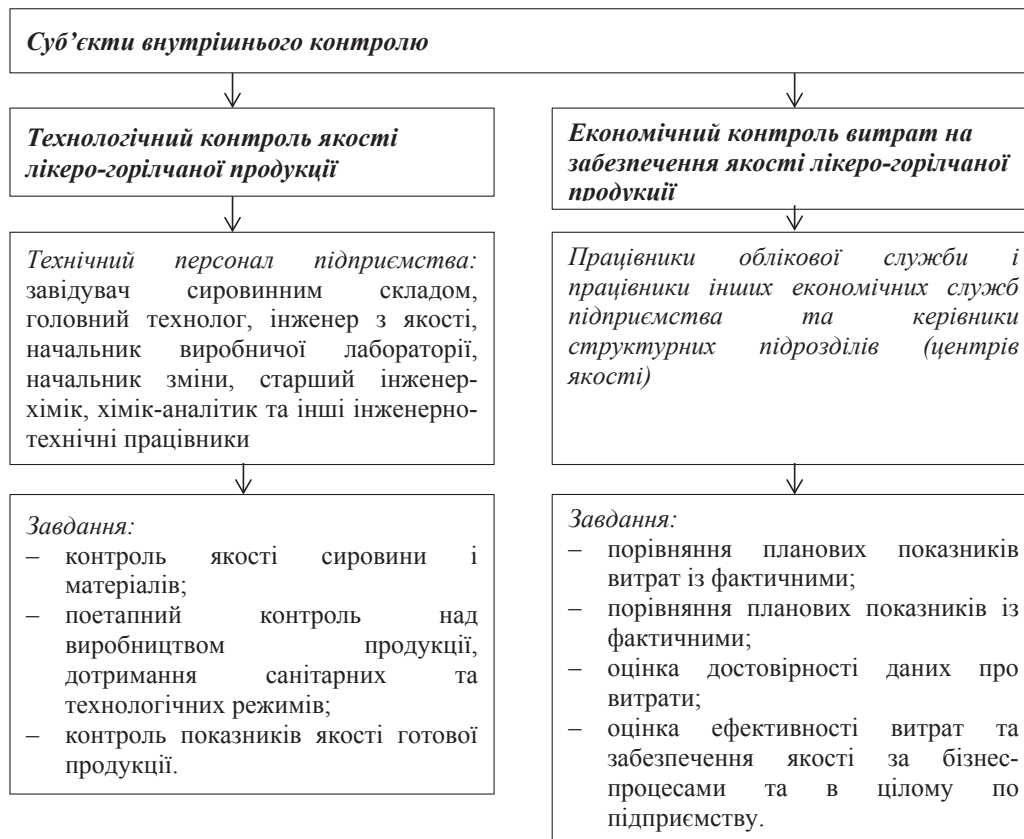 Суб’єкти внутрішнього контролю
Технологічний контроль якості
лікеро-горілчаної продукції
Економічний контроль витрат на
забезпечення якості лікеро-горілчаної
продукції
Технічний персонал підприємства:
завідувач сировинним складом,
головний технолог, інженер з якості,
начальник виробничої лабораторії,
начальник зміни, старший інженер-
хімік, хімік-аналітик та інші інженерно-
технічні працівники
Працівники облікової служби і
працівники інших економічних служб
підприємства та керівники
структурних підрозділів (центрів
якості)
Завдання:
– контроль якості сировини і
матеріалів;
– поетапний контроль над
виробництвом продукції,
дотримання санітарних та
технологічних режимів;
– контроль показників якості готової
продукції.
Завдання:
– порівняння планових показників
витрат із фактичними;
– порівняння планових показників із
фактичними;
– оцінка достовірності даних про
витрати;
– оцінка ефективності витрат та
забезпечення якості за бізнес-
процесами та в цілому по
підприємству.